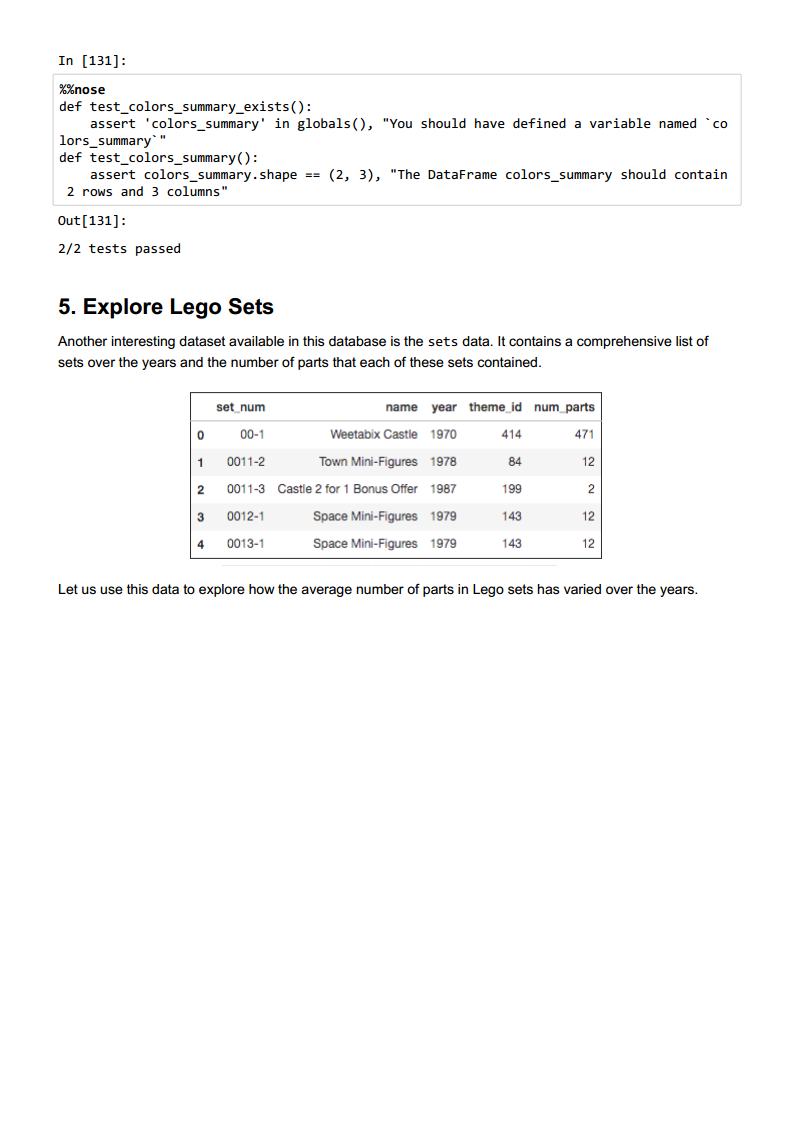 In [131]:
%%nose
def test_colors_summary_exists():
    assert 'colors_summary' in globals(), "You should have defined a variable named `co
lors_summary`"
def test_colors_summary():
    assert colors_summary.shape == (2, 3), "The DataFrame colors_summary should contain
 2 rows and 3 columns"
Out[131]:
2/2 tests passed
5. Explore Lego Sets
Another interesting dataset available in this database is the sets data. It contains a comprehensive list of
sets over the years and the number of parts that each of these sets contained.
set_num name year theme_id num_parts
0 00-1 Weetabix Castle 1970 414 471
1 0011-2 Town Mini-Figures 1978 84 12
2 0011-3 Castle 2 for 1 Bonus Offer 1987 199 2
3 0012-1 Space Mini-Figures 1979 143 12
4 0013-1 Space Mini-Figures 1979 143 12
Let us use this data to explore how the average number of parts in Lego sets has varied over the years.